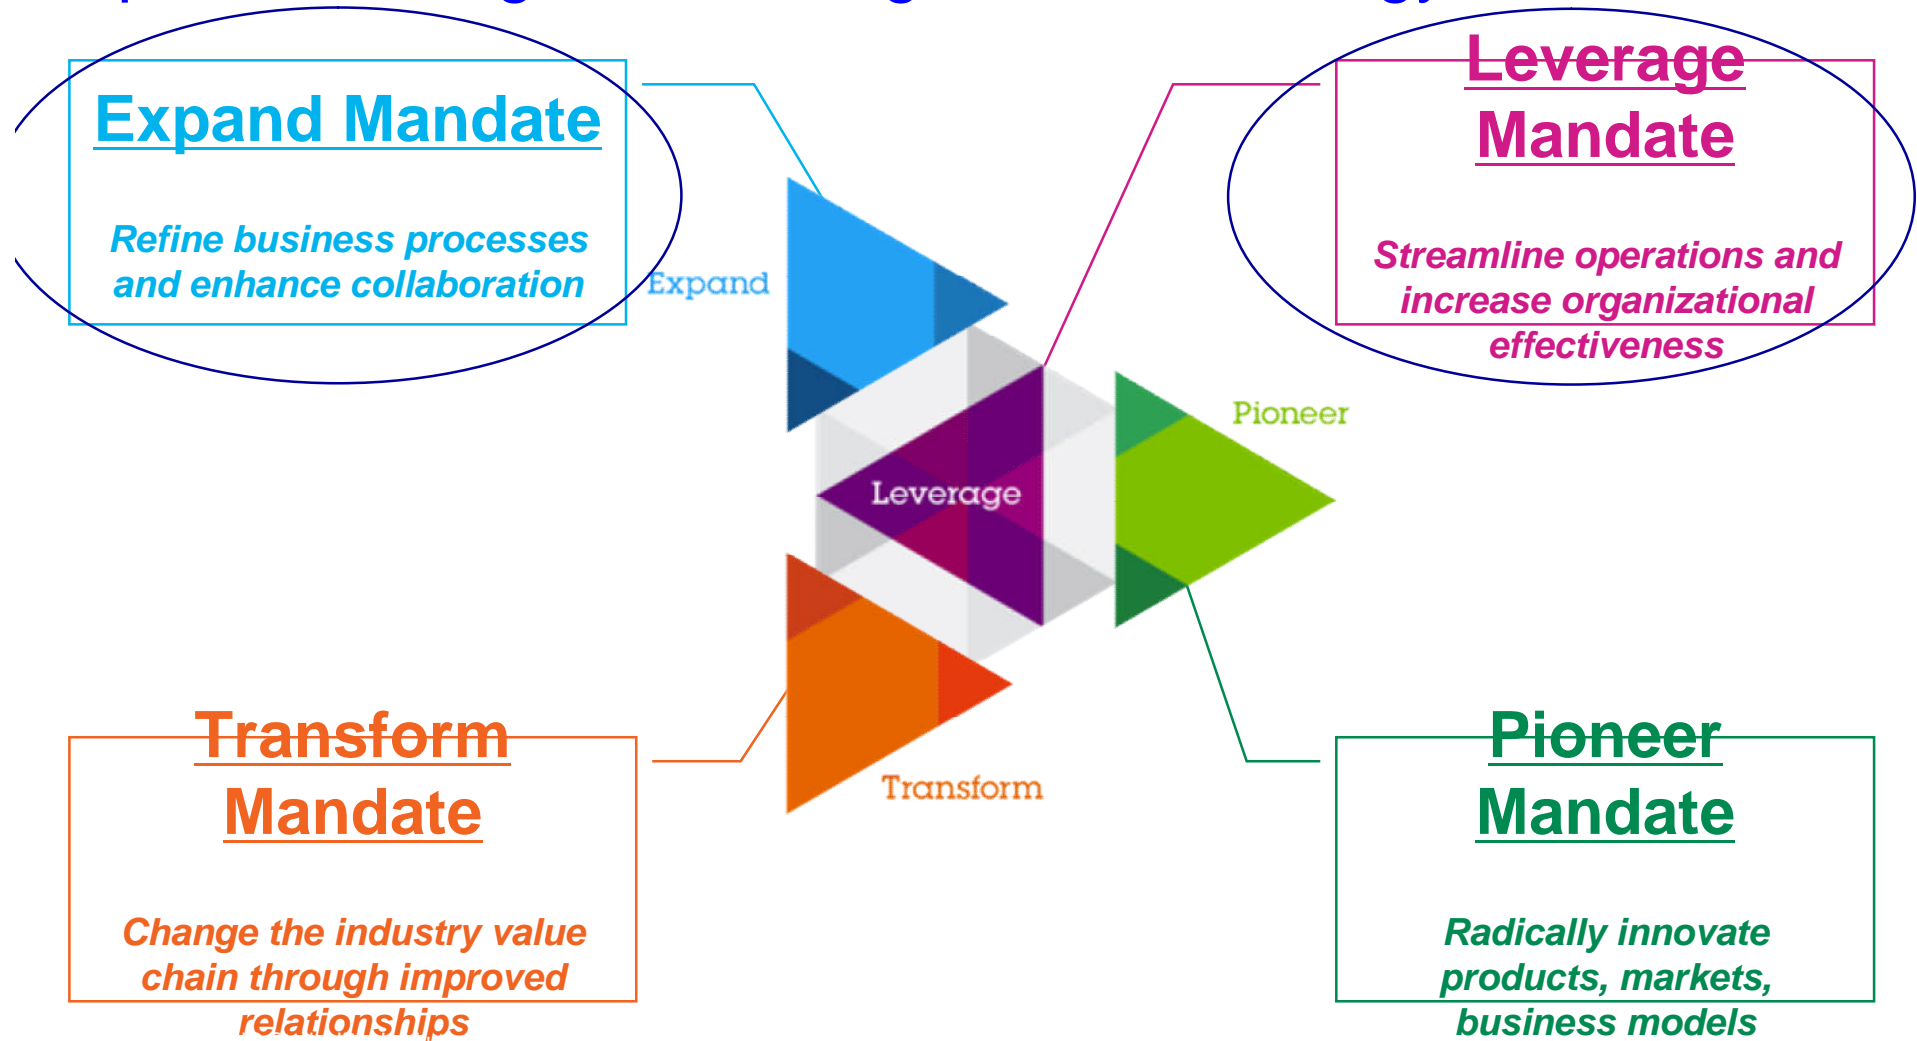 Expand Mandate
Refine business processes
and enhance collaboration
Leverage
Mandate
Streamline operations and
increase organizational
effectiveness
Expand
Pioneer
Leverage
Transform
Transform
Mandate
Change the industry value
chain through improved
relationships
Pioneer
Mandate
Radically innovate
products, markets,
business models